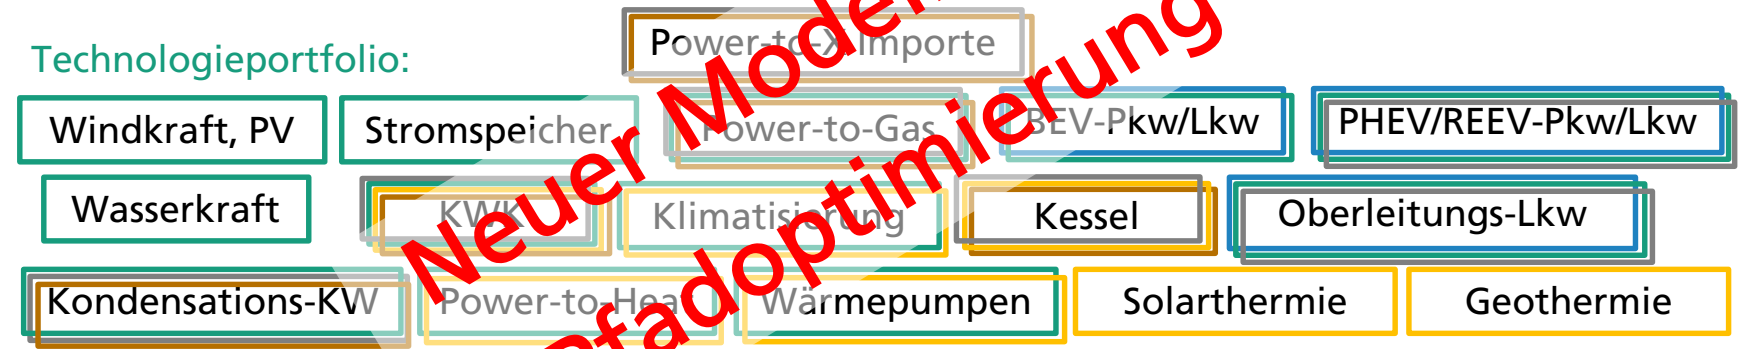 Power-to-X Importe
Technologieportfolio:
Windkraft, PV
Stromspeicher
Power-to-Gas
BEV-Pkw/Lkw
PHEV/REEV-Pkw/Lkw
Wasserkraft
KWK
Klimatisierung
Kessel
Oberleitungs-Lkw
Kondensations-KW
Power-to-Heat
Wärmepumpen
Solarthermie
Geothermie
Neuer
Pfadoptimierung